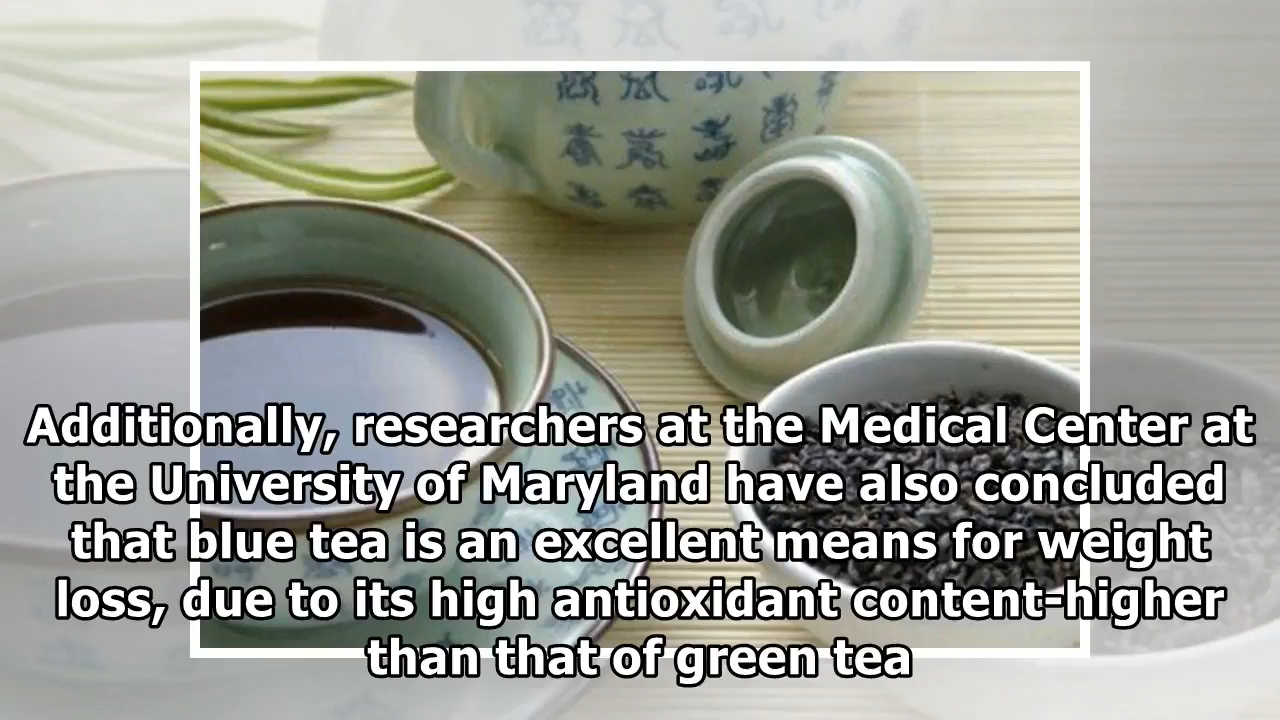 Additionally, researchers at the Medical Center at
the University of Maryland have also concluded
that blue tea is an excellent means for weight
loss, due to its high antioxidant content-higher
than that of green tea